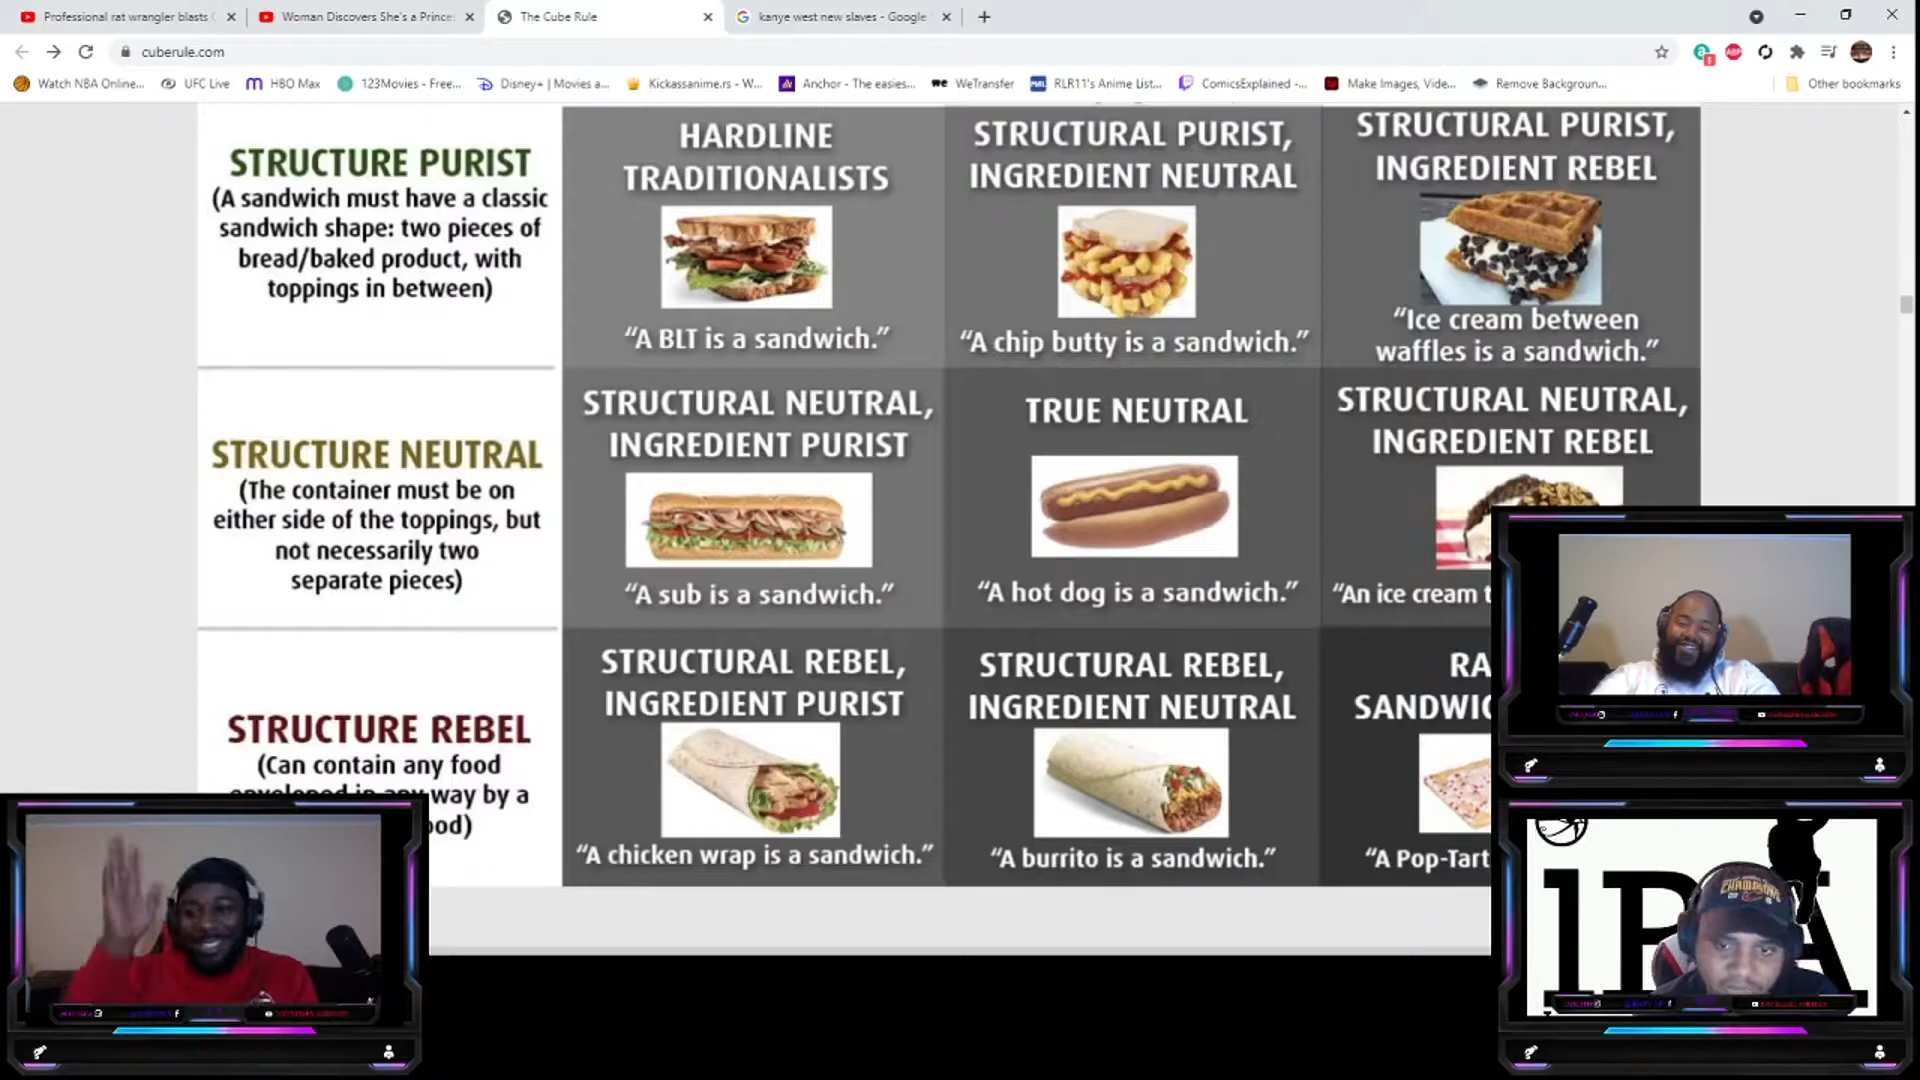 Professional rat wrangler blasts
Woman Discovers She's a Prince
The Cube Rule
kanye west new slaves - Google
cuberule.com
Watch NBA Online...
UFC Live
HBO Max
123Movies - Free...
Disney+ | Movies a...
Kickassanime.rs - W...
Anchor - The easies...
WeTransfer
RLR11's Anime List...
ComicsExplained -...
Make Images, Vide...
Remove Backgroun...
Other bookmarks
STRUCTURE PURIST
(A sandwich must have a classic
sandwich shape: two pieces of
bread/baked product, with
toppings in between)
HARDLINE
TRADITIONALISTS
“A BLT is a sandwich.”
STRUCTURAL PURIST,
INGREDIENT NEUTRAL
“A chip butty is a sandwich.”
STRUCTURAL PURIST,
INGREDIENT REBEL
“Ice cream between
waffles is a sandwich.”
STRUCTURE NEUTRAL
(The container must be on
either side of the toppings, but
not necessarily two
separate pieces)
STRUCTURAL NEUTRAL,
INGREDIENT PURIST
“A sub is a sandwich.”
TRUE NEUTRAL
“A hot dog is a sandwich.”
STRUCTURAL NEUTRAL,
INGREDIENT REBEL
“An ice cream t
STRUCTURE REBEL
(Can contain any food
enveloped in any way by a
ood)
STRUCTURAL REBEL,
INGREDIENT PURIST
“A chicken wrap is a sandwich.”
STRUCTURAL REBEL,
INGREDIENT NEUTRAL
“A burrito is a sandwich.”
RA
SANDWIC
“A Pop-Tart